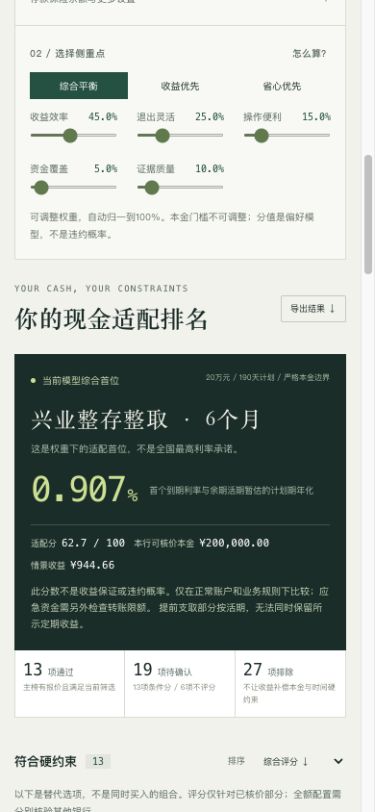 02 / 选择侧重点 怎么算?
综合平衡 收益优先 省心优先
收益效率 45.0% 退出灵活 25.0% 操作便利 15.0%
资金覆盖 5.0% 证据质量 10.0%
可调整权重，自动归一到100%。本金门槛不可调整；分值是偏好模
型，不是违约概率。
YOUR CASH, YOUR CONSTRAINTS
你的现金适配排名
导出结果 ↓
当前模型综合首位 20万元 / 190天计划 / 严格本金边界
兴业整存整取 · 6个月
这是权重下的适配首位，不是全国最高利率承诺。
0.907% 首个到期利率与余期活期暂估的计划期年化
适配分 62.7 / 100 本行可核价本金 ¥200,000.00
情景收益 ¥944.66
此分数不是收益保证或违约概率。仅在正常账户和业务规则下比较；应
急资金需另外检查转账限额。 提前支取部分按活期，无法同时保留所
示定期收益。
13 项通过 19 项待确认 27 项排除
主榜有报价且满足当前筛选 13项条件分 / 6项不评分 不让收益补偿本金与时间硬
约束
符合硬约束 13 排序 综合评分 ↓
以下是替代选项，不是同时买入的组合。评分仅针对已核价部分；全额配置需